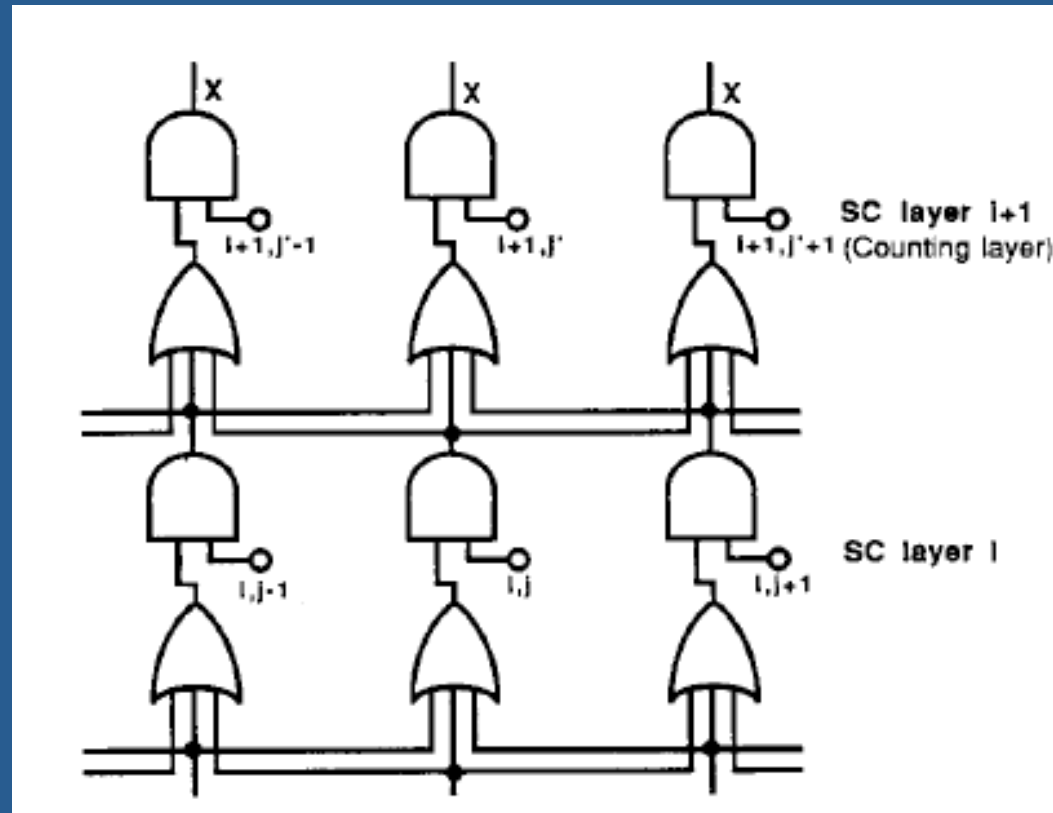 X X X
SC layer i+1
i+1,j'-1 i+1,j' i+1,j'+1 (Counting layer)
SC layer i
i,j-1 i,j i,j+1